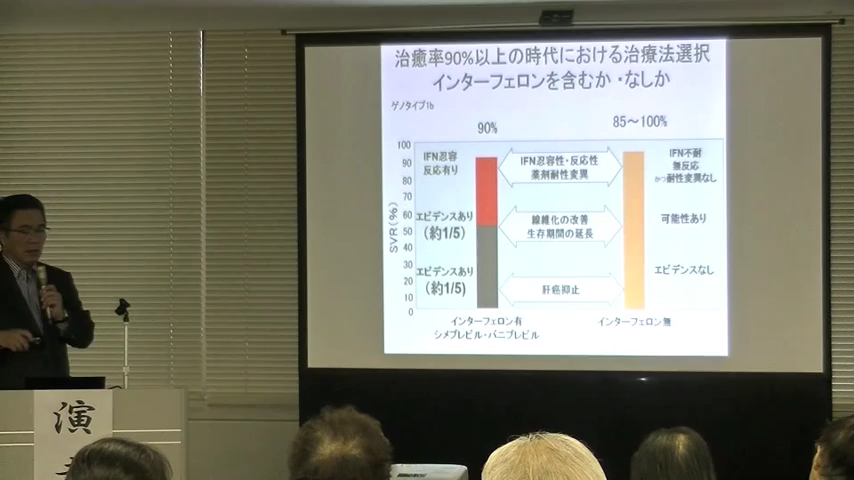 治癒率90%以上の時代における治療法選択
インターフェロンを含むか・なしか
ゲノタイプ1b
90%
85～100%
SVR(%)
100
90
80
70
60
50
40
30
20
10
0
IFN忍容
反応有り
エビデンスあり
(約1/5)
エビデンスあり
(約1/5)
IFN忍容性・反応性
薬剤耐性変異
線維化の改善
生存期間の延長
肝癌抑止
IFN不耐
無反応
かつ耐性変異なし
可能性あり
エビデンスなし
インターフェロン有
シメプレビル・バニプレビル
インターフェロン無
演